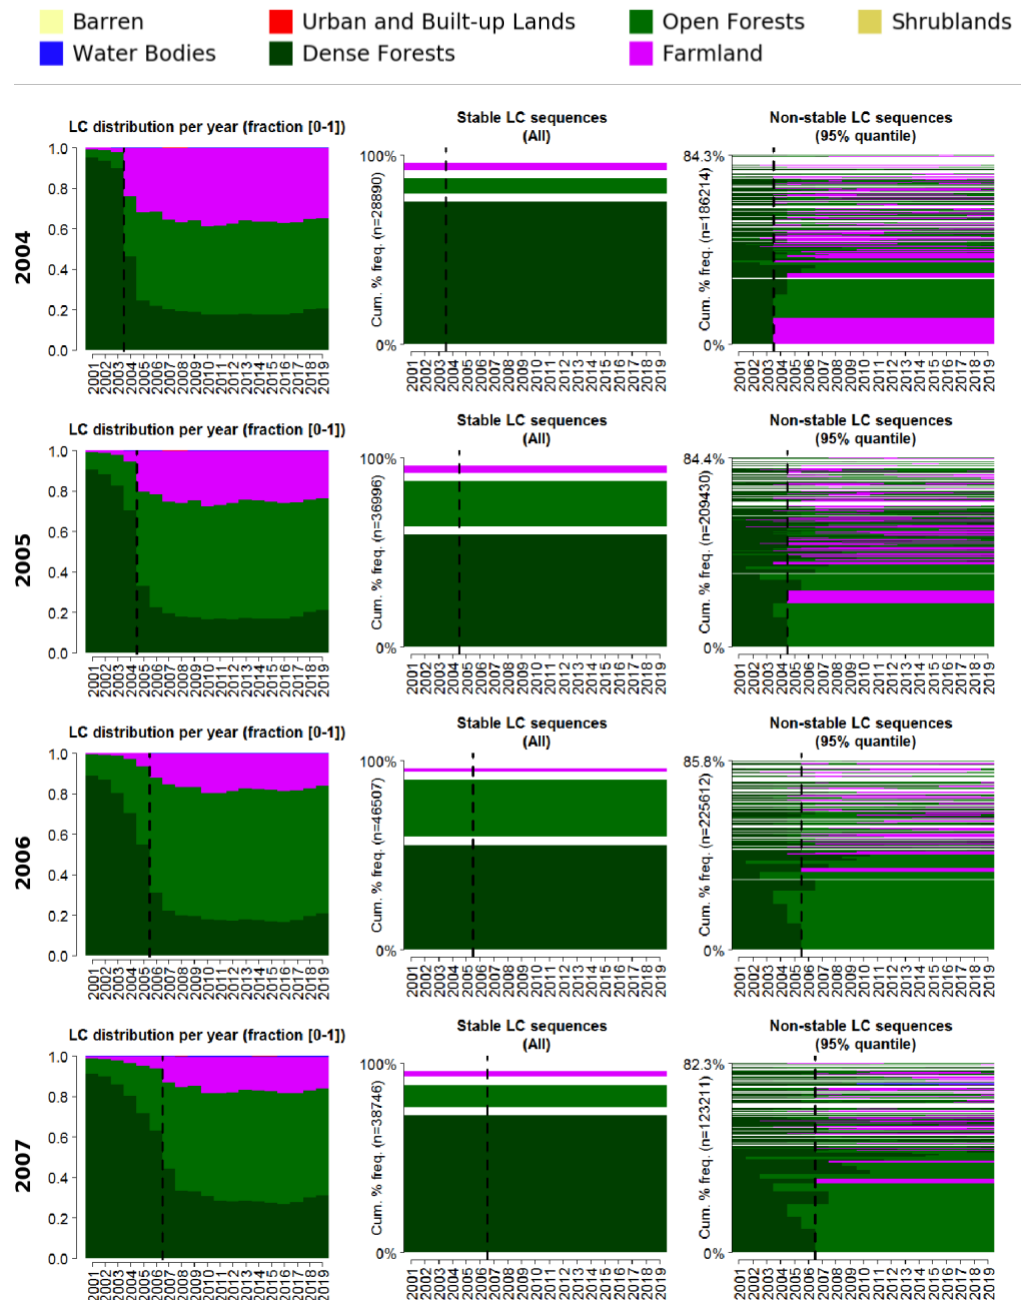 Barren
Urban and Built-up Lands
Open Forests
Shrublands
Water Bodies
Dense Forests
Farmland
2004
LC distribution per year (fraction [0-1])
1.0
0.8
0.6
0.4
0.2
0.0
2001 2002 2003 2004 2005 2006 2007 2008 2009 2010 2011 2012 2013 2014 2015 2016 2017 2018 2019
Stable LC sequences
(All)
100%
Cum. % freq. (n=28890)
0%
2001 2002 2003 2004 2005 2006 2007 2008 2009 2010 2011 2012 2013 2014 2015 2016 2017 2018 2019
Non-stable LC sequences
(95% quantile)
84.3%
Cum. % freq. (n=186214)
0%
2001 2002 2003 2004 2005 2006 2007 2008 2009 2010 2011 2012 2013 2014 2015 2016 2017 2018 2019
2005
LC distribution per year (fraction [0-1])
1.0
0.8
0.6
0.4
0.2
0.0
2001 2002 2003 2004 2005 2006 2007 2008 2009 2010 2011 2012 2013 2014 2015 2016 2017 2018 2019
Stable LC sequences
(All)
100%
Cum. % freq. (n=36996)
0%
2001 2002 2003 2004 2005 2006 2007 2008 2009 2010 2011 2012 2013 2014 2015 2016 2017 2018 2019
Non-stable LC sequences
(95% quantile)
84.4%
Cum. % freq. (n=209430)
0%
2001 2002 2003 2004 2005 2006 2007 2008 2009 2010 2011 2012 2013 2014 2015 2016 2017 2018 2019
2006
LC distribution per year (fraction [0-1])
1.0
0.8
0.6
0.4
0.2
0.0
2001 2002 2003 2004 2005 2006 2007 2008 2009 2010 2011 2012 2013 2014 2015 2016 2017 2018 2019
Stable LC sequences
(All)
100%
Cum. % freq. (n=46507)
0%
2001 2002 2003 2004 2005 2006 2007 2008 2009 2010 2011 2012 2013 2014 2015 2016 2017 2018 2019
Non-stable LC sequences
(95% quantile)
85.8%
Cum. % freq. (n=225612)
0%
2001 2002 2003 2004 2005 2006 2007 2008 2009 2010 2011 2012 2013 2014 2015 2016 2017 2018 2019
2007
LC distribution per year (fraction [0-1])
1.0
0.8
0.6
0.4
0.2
0.0
2001 2002 2003 2004 2005 2006 2007 2008 2009 2010 2011 2012 2013 2014 2015 2016 2017 2018 2019
Stable LC sequences
(All)
100%
Cum. % freq. (n=38746)
0%
2001 2002 2003 2004 2005 2006 2007 2008 2009 2010 2011 2012 2013 2014 2015 2016 2017 2018 2019
Non-stable LC sequences
(95% quantile)
82.3%
Cum. % freq. (n=123211)
0%
2001 2002 2003 2004 2005 2006 2007 2008 2009 2010 2011 2012 2013 2014 2015 2016 2017 2018 2019